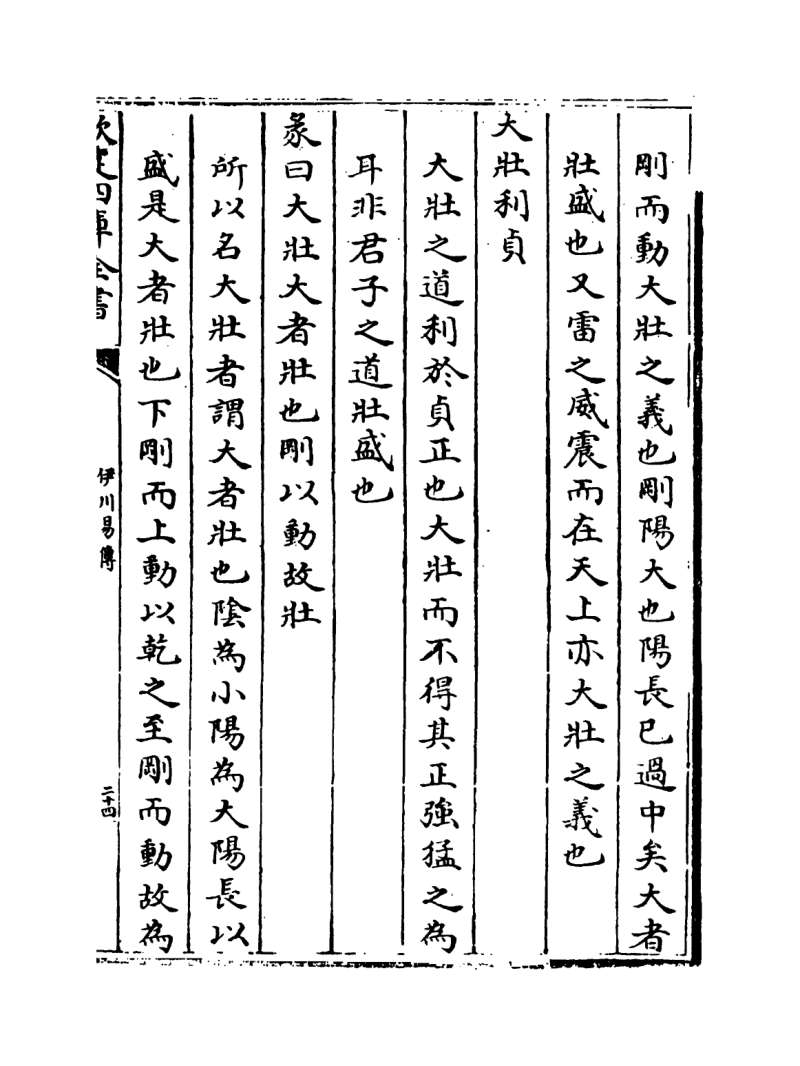 剛而動大壯之義也剛陽大也陽長已過中矣大者
壯盛也又雷之威震而在天上亦大壯之義也
大壯利貞
大壯之道利於貞正也大壯而不得其正強猛之為
耳非君子之道壯盛也
彖曰大壯大者壯也剛以動故壯
所以名大壯者謂大者壯也陰為小陽為大陽長以
盛是大者壯也下剛而上動以乾之至剛而動故為
欽定四庫全書
伊川易傳
二十四